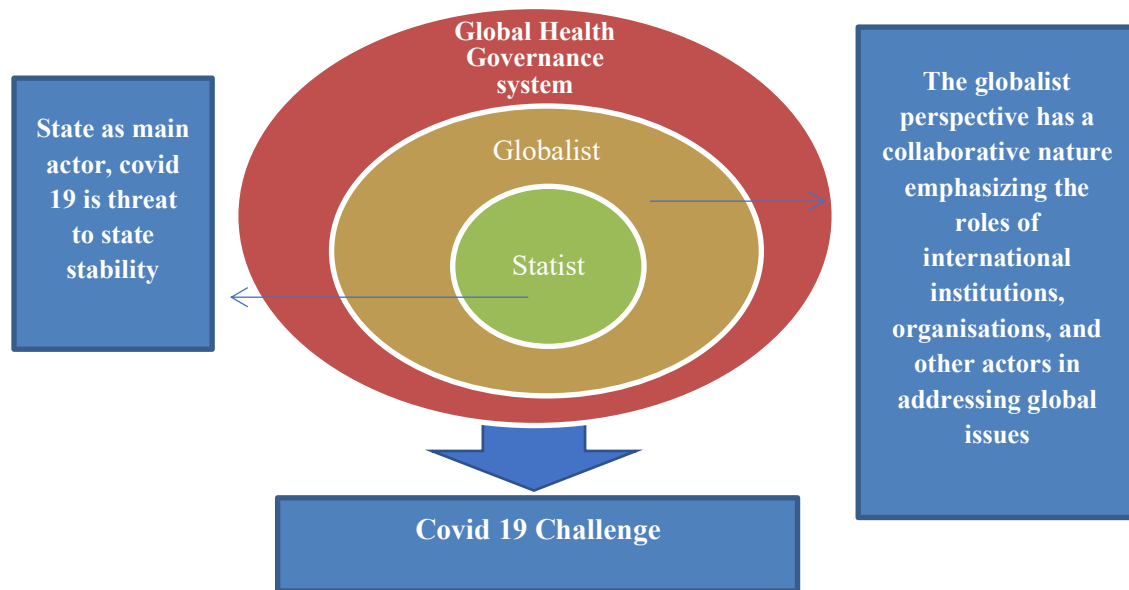 Global Health
Governance
system
State as main
actor, covid
19 is threat
to state
stability
Globalist
Statist
The globalist
perspective has a
collaborative nature
emphasizing the
roles of
international
institutions,
organisations, and
other actors in
addressing global
issues
Covid 19 Challenge